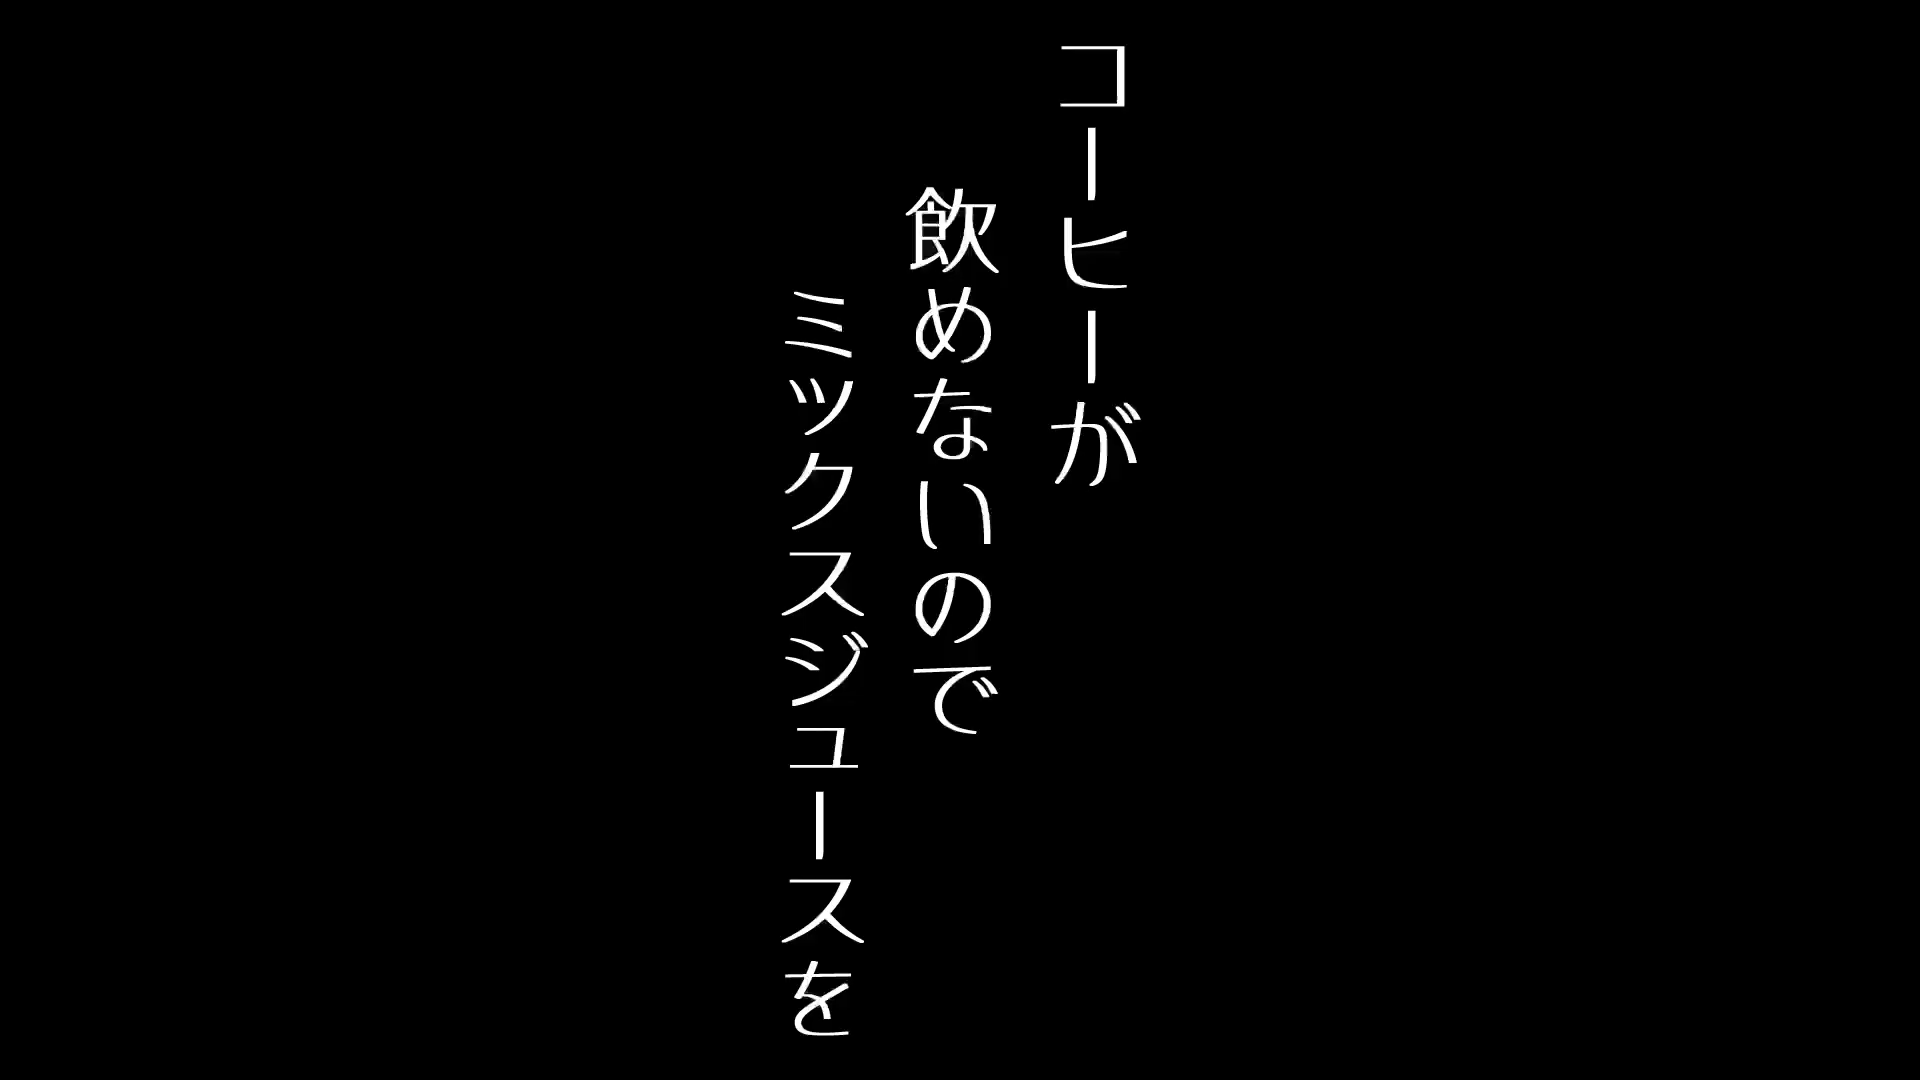 コーヒーが
飲めないので
ミックスジュースを